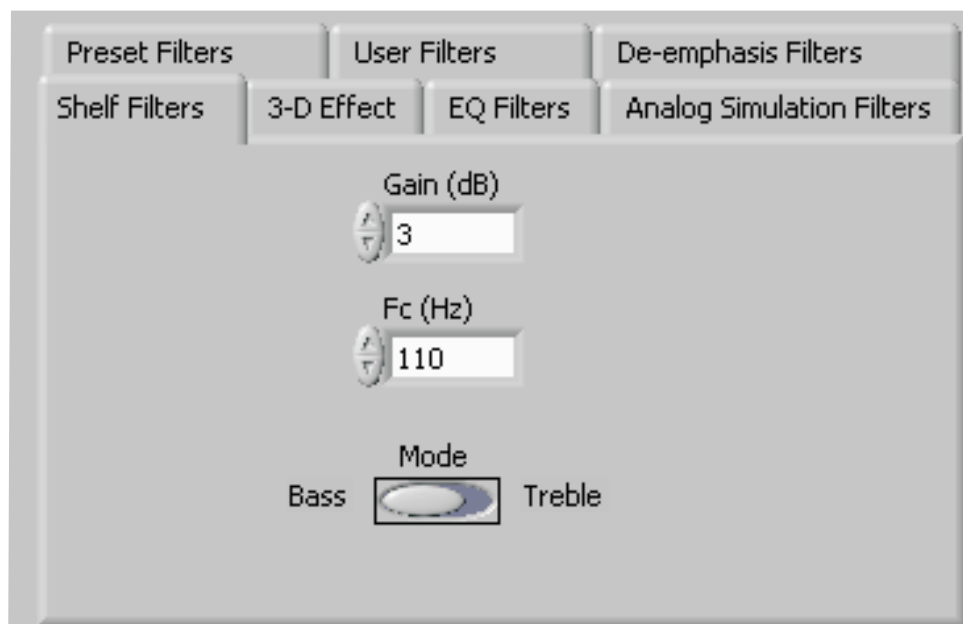 Preset Filters User Filters De-emphasis Filters
Shelf Filters 3-D Effect EQ Filters Analog Simulation Filters
Gain (dB)
3
Fc (Hz)
110
Mode
Bass Treble